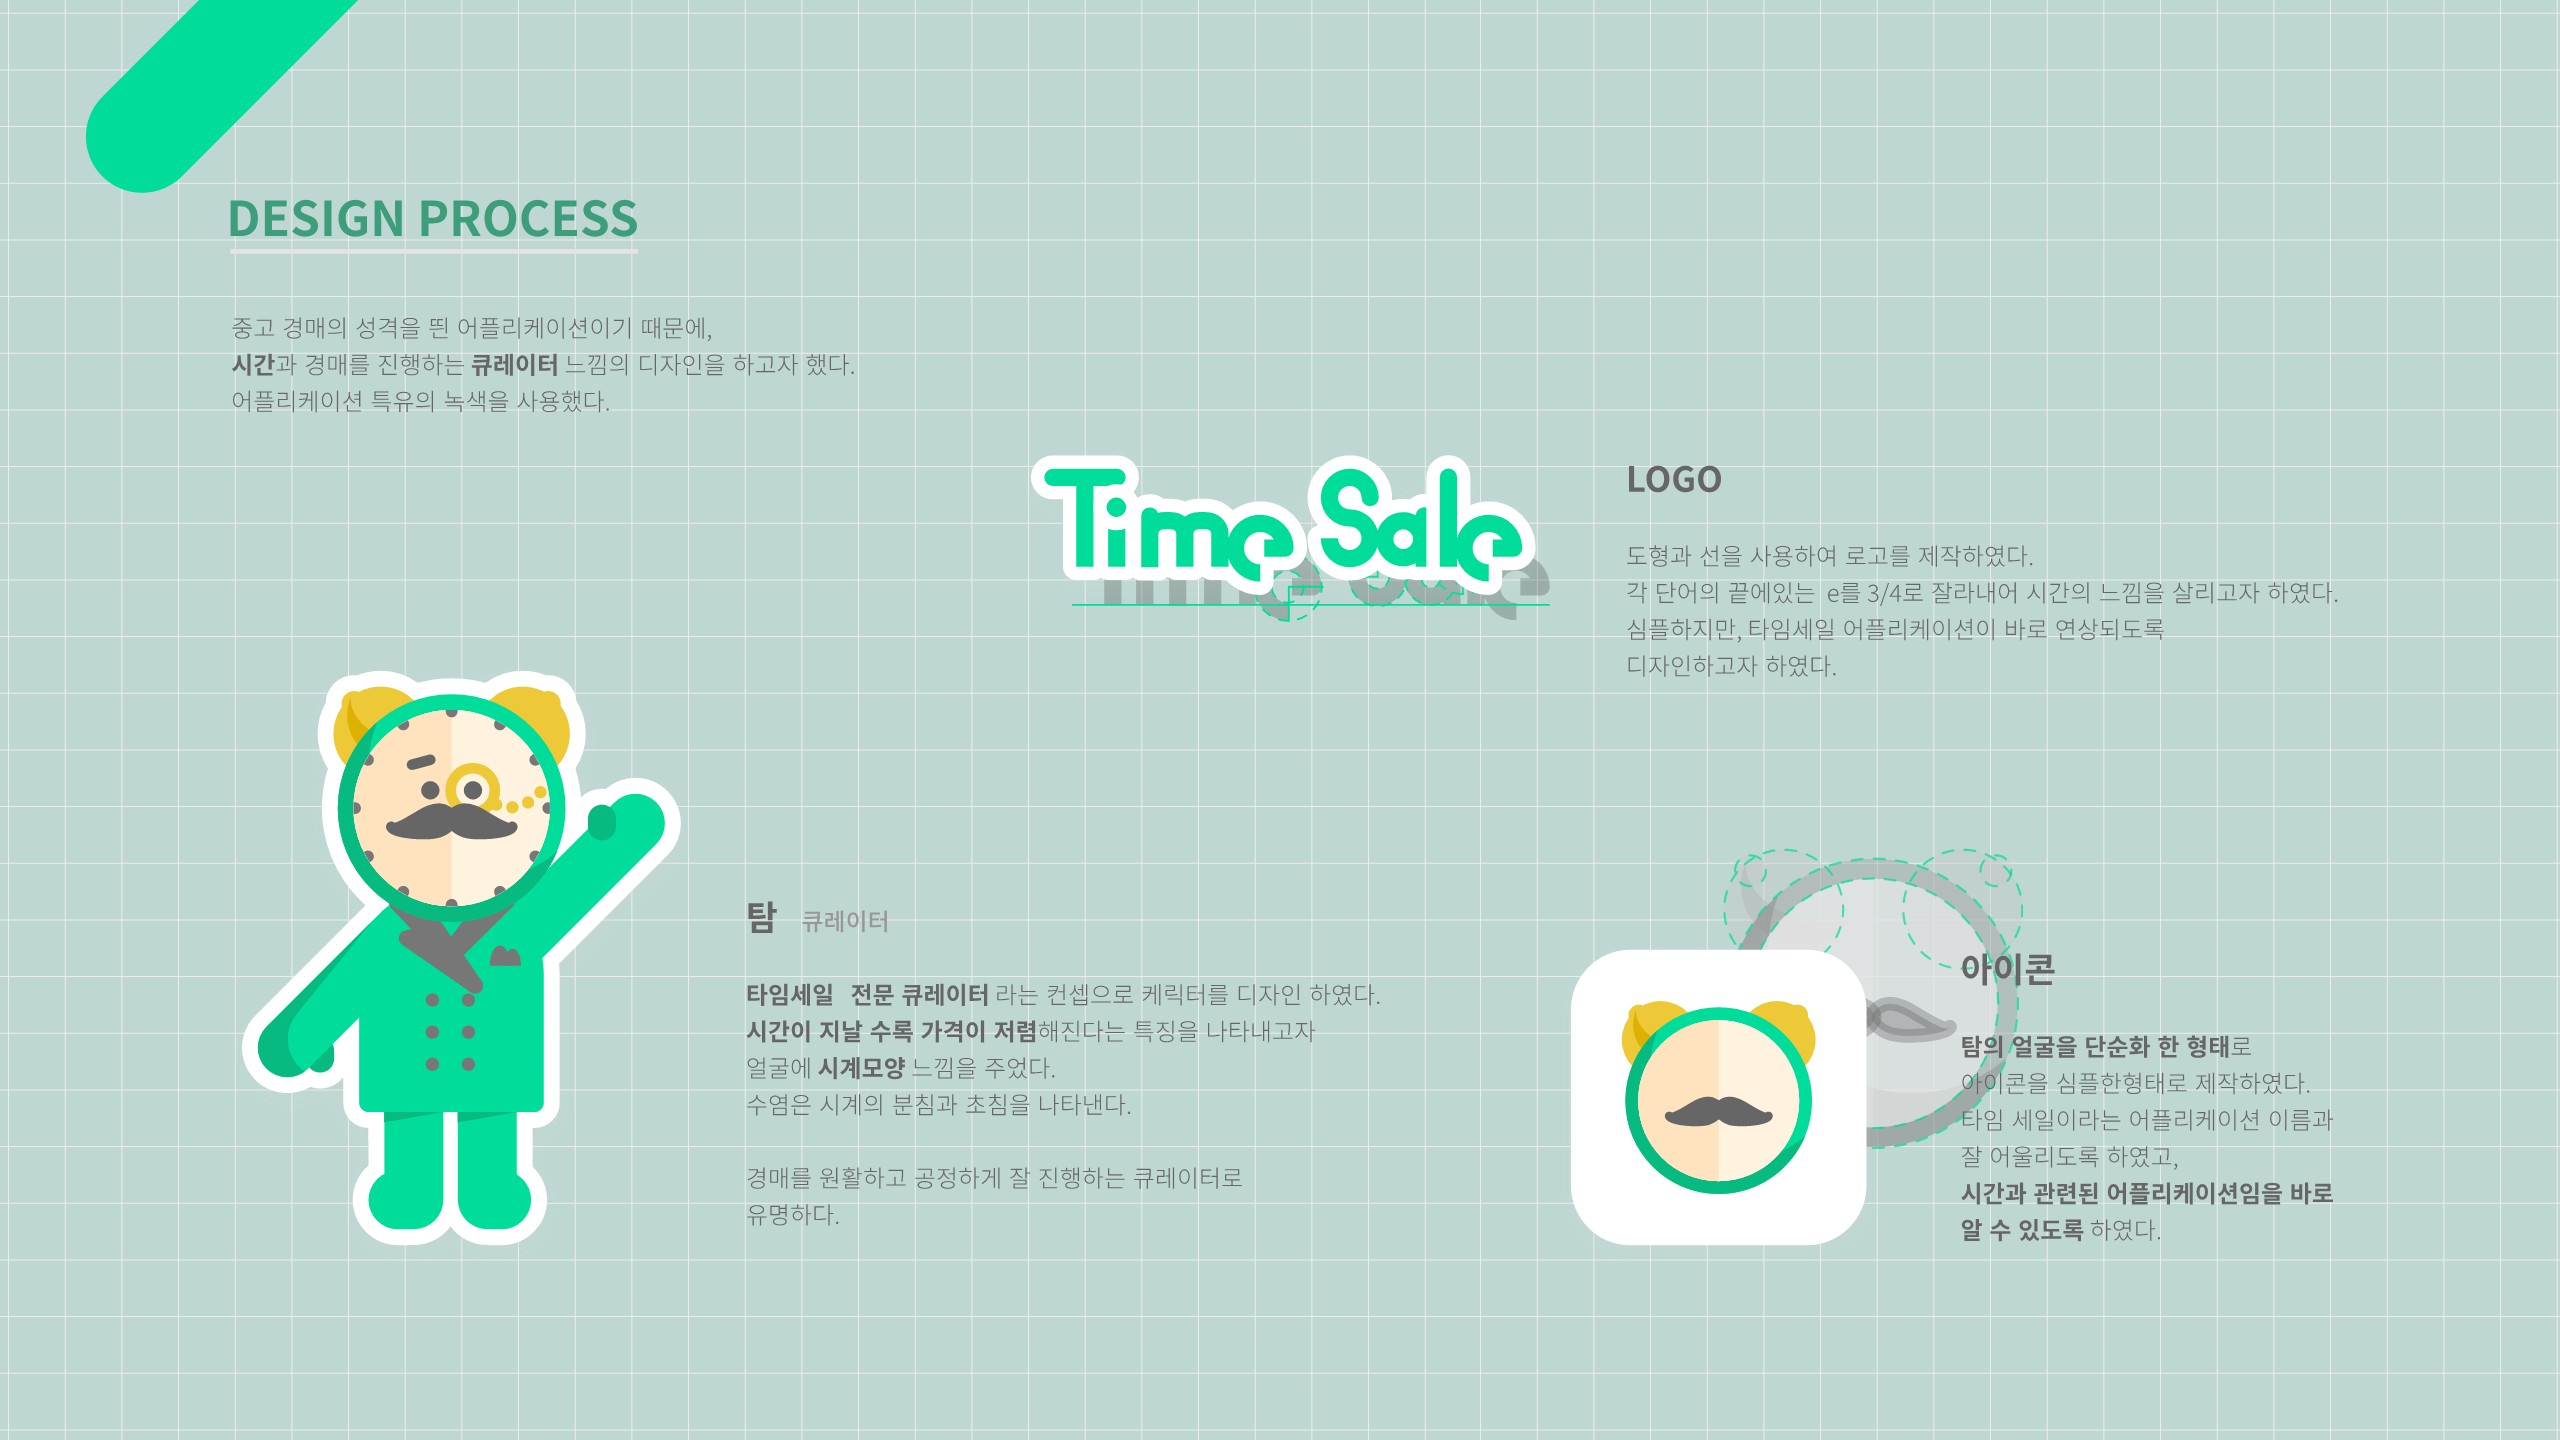 DESIGN PROCESS
중고 경매의 성격을 띈 어플리케이션이기 때문에,
시간과 경매를 진행하는 큐레이터 느낌의 디자인을 하고자 했다.
어플리케이션 특유의 녹색을 사용했다.
Time Sale
LOGO
도형과 선을 사용하여 로고를 제작하였다.
각 단어의 끝에있는 e를 3/4로 잘라내어 시간의 느낌을 살리고자 하였다.
심플하지만, 타임세일 어플리케이션이 바로 연상되도록
디자인하고자 하였다.
탐 큐레이터
타임세일 전문 큐레이터 라는 컨셉으로 케릭터를 디자인 하였다.
시간이 지날 수록 가격이 저렴해진다는 특징을 나타내고자
얼굴에 시계모양 느낌을 주었다.
수염은 시계의 분침과 초침을 나타낸다.
경매를 원활하고 공정하게 잘 진행하는 큐레이터로
유명하다.
아이콘
탐의 얼굴을 단순화 한 형태로
아이콘을 심플한형태로 제작하였다.
타임 세일이라는 어플리케이션 이름과
잘 어울리도록 하였고,
시간과 관련된 어플리케이션임을 바로
알 수 있도록 하였다.